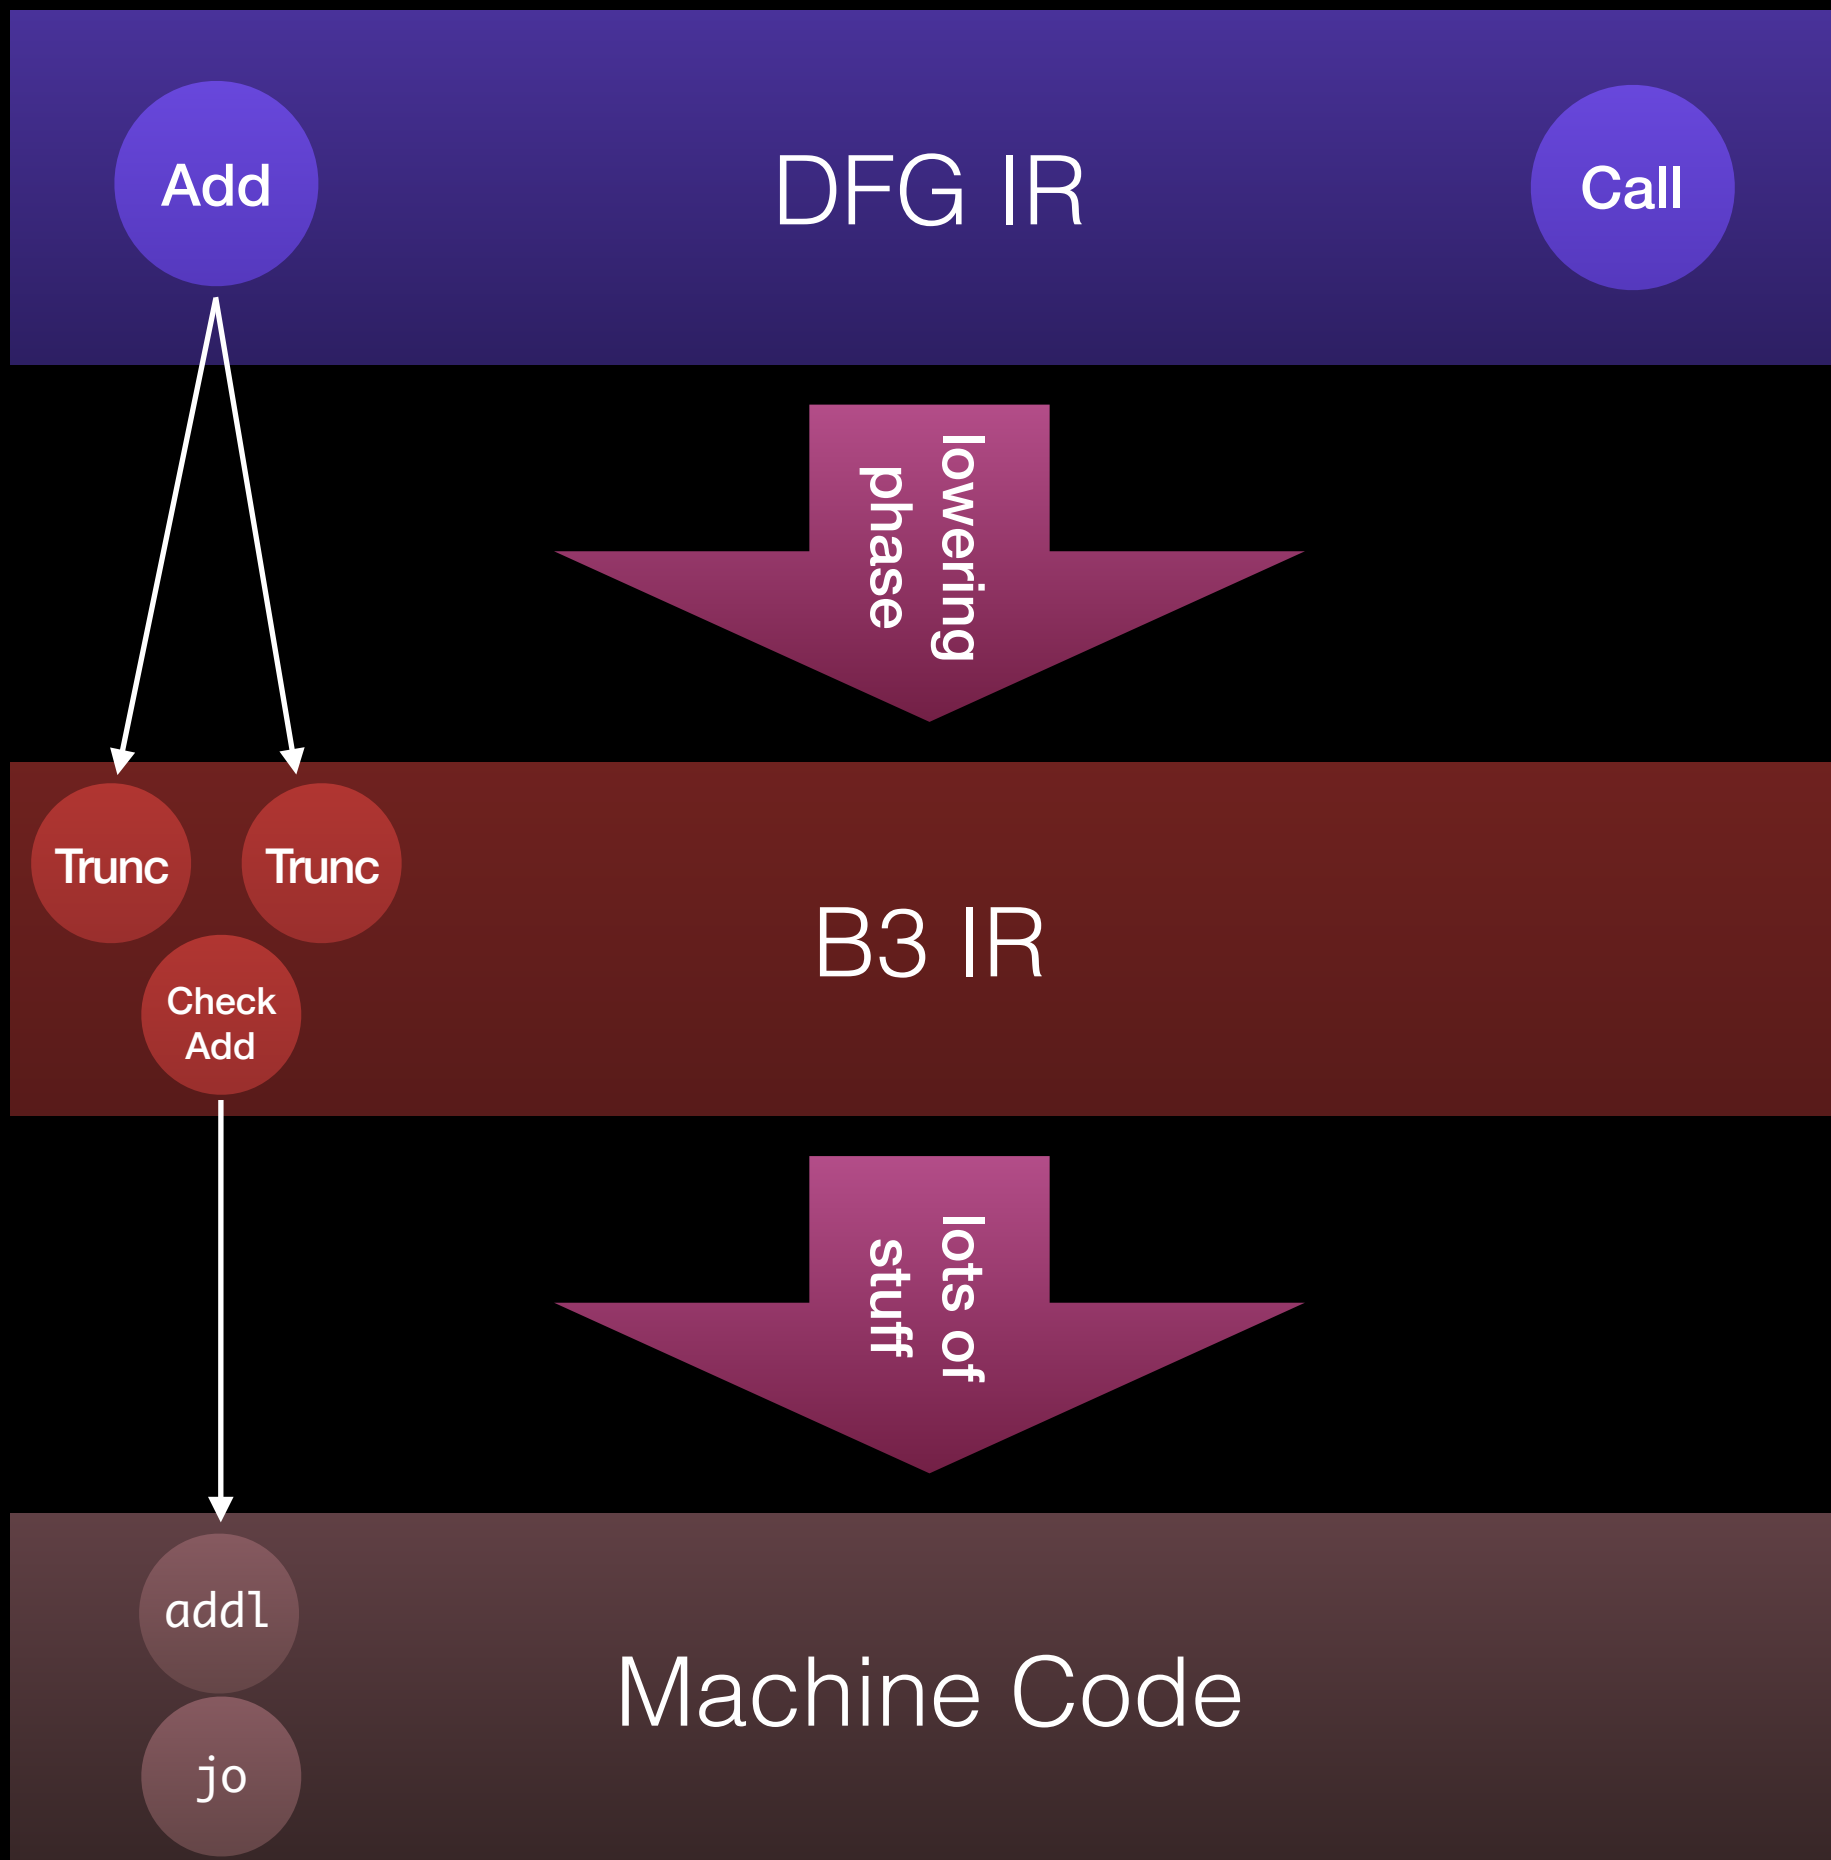 Add
DFG IR
Call
lowering
phase
Trunc
Trunc
Check
Add
B3 IR
lots of
stuff
addl
jo
Machine Code